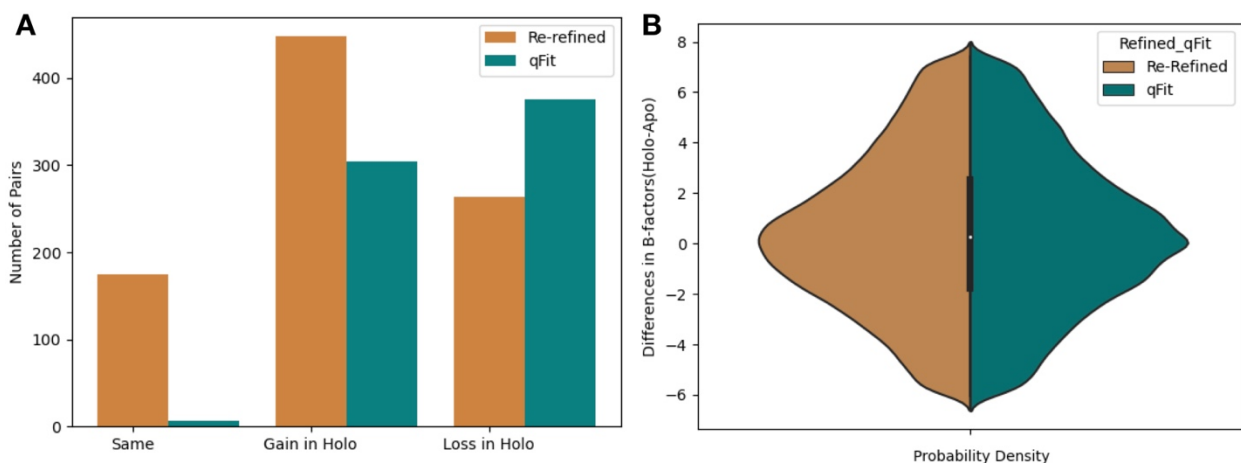 A
Number of Pairs
400
300
200
100
0
Re-refined
qFit
Same
Gain in Holo
Loss in Holo
B
Differences in B-factors(Holo-Apo)
8
6
4
2
0
−2
−4
−6
Refined_qFit
Re-Refined
qFit
Probability Density